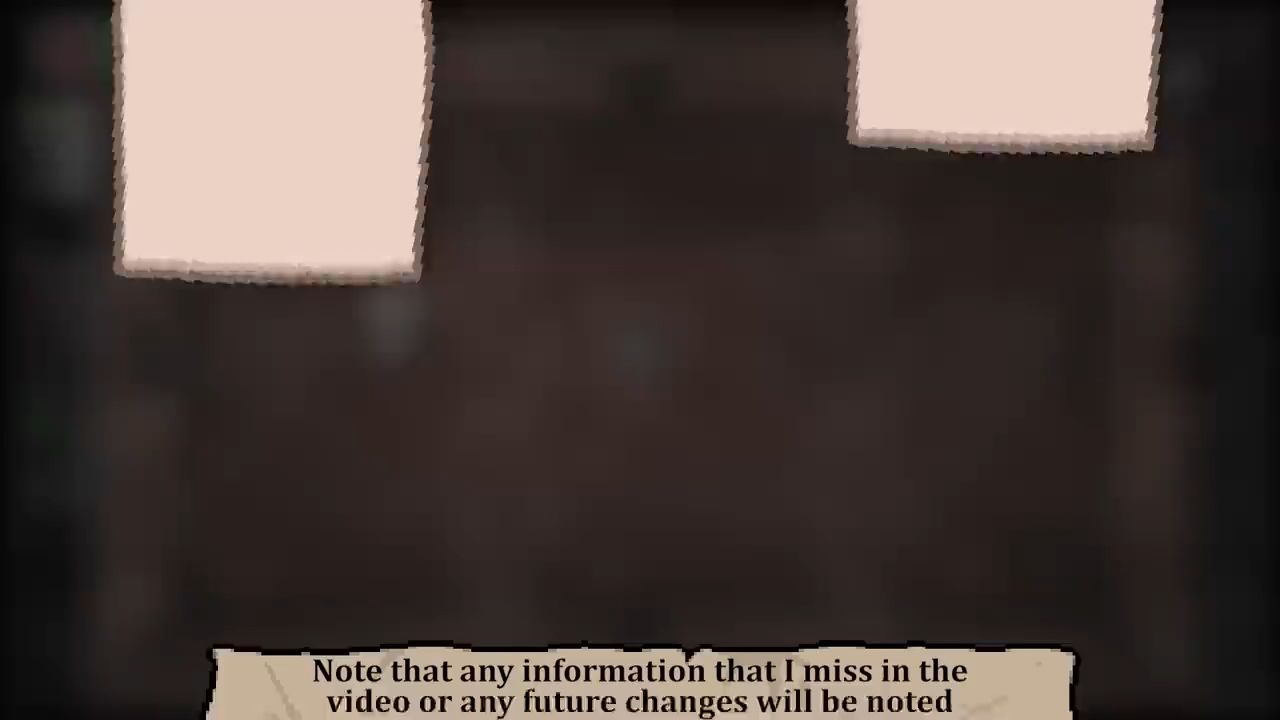 Note that any information that I miss in the
video or any future changes will be noted